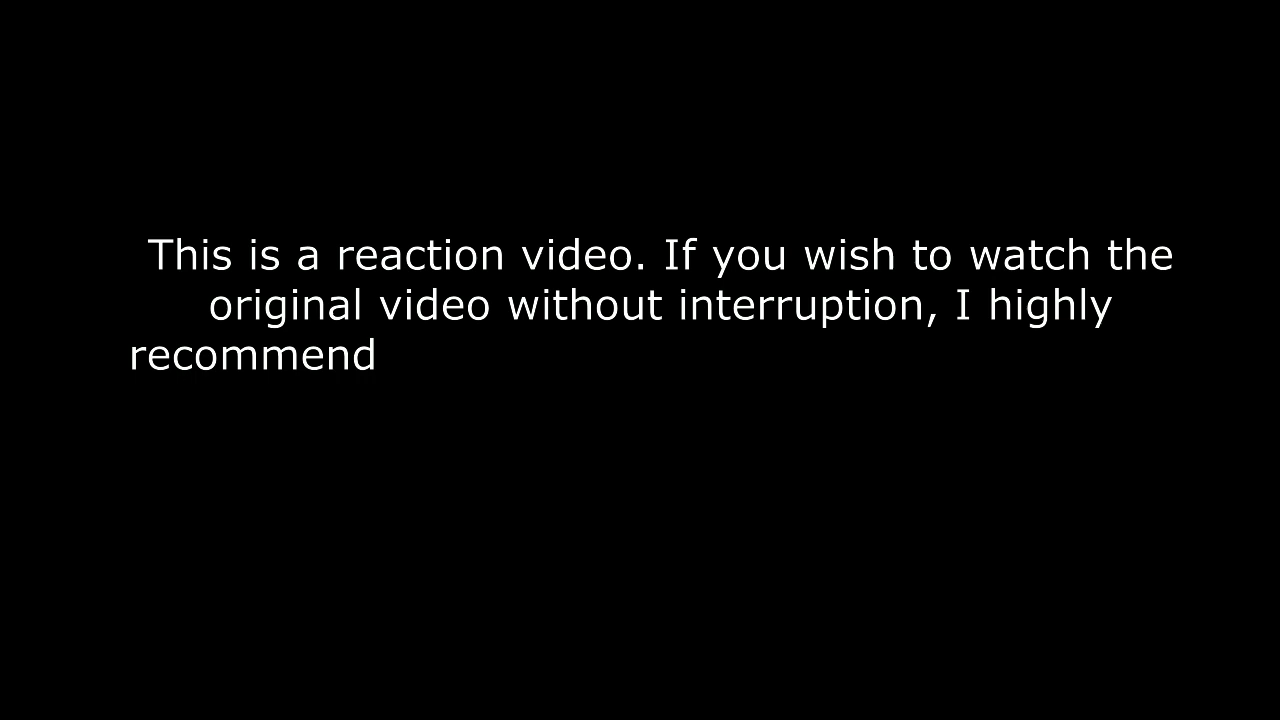 This is a reaction video. If you wish to watch the
original video without interruption, I highly
recommend